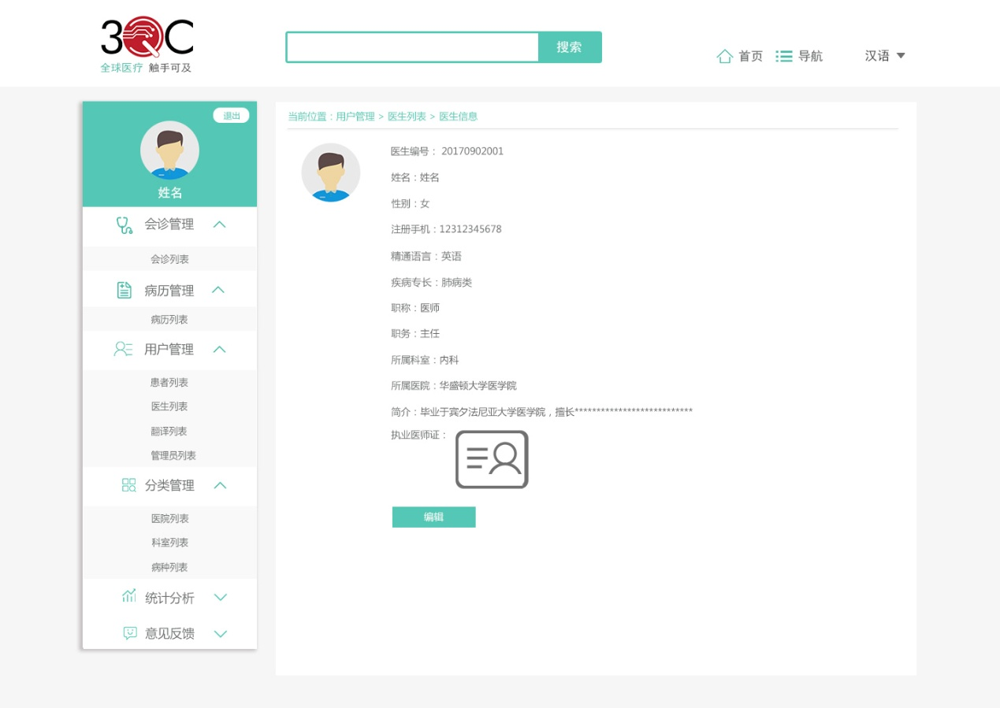 3QC
全球医疗 触手可及
搜索
首页
导航
汉语
退出
姓名
会诊管理
会诊列表
病历管理
病历列表
用户管理
患者列表
医生列表
翻译列表
管理员列表
分类管理
医院列表
科室列表
病种列表
统计分析
意见反馈
当前位置：用户管理 > 医生列表 > 医生信息
医生编号： 20170902001
姓名：姓名
性别：女
注册手机：12312345678
精通语言：英语
疾病专长：肺病类
职称：医师
职务：主任
所属科室：内科
所属医院：华盛顿大学医学院
简介：毕业于宾夕法尼亚大学医学院，擅长***************************
执业医师证：
编辑